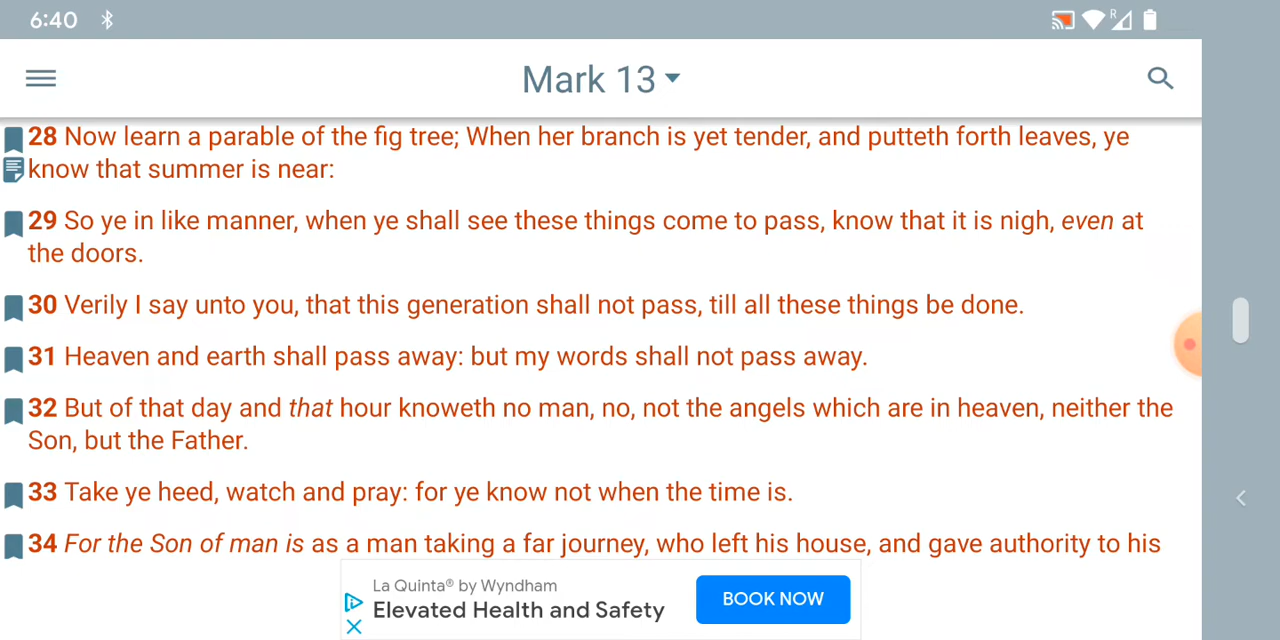 6:40
R
Mark 13
28 Now learn a parable of the fig tree; When her branch is yet tender, and putteth forth leaves, ye
know that summer is near:
29 So ye in like manner, when ye shall see these things come to pass, know that it is nigh, even at
the doors.
30 Verily I say unto you, that this generation shall not pass, till all these things be done.
31 Heaven and earth shall pass away: but my words shall not pass away.
32 But of that day and that hour knoweth no man, no, not the angels which are in heaven, neither the
Son, but the Father.
33 Take ye heed, watch and pray: for ye know not when the time is.
34 For the Son of man is as a man taking a far journey, who left his house, and gave authority to his
La Quinta® by Wyndham
Elevated Health and Safety
BOOK NOW